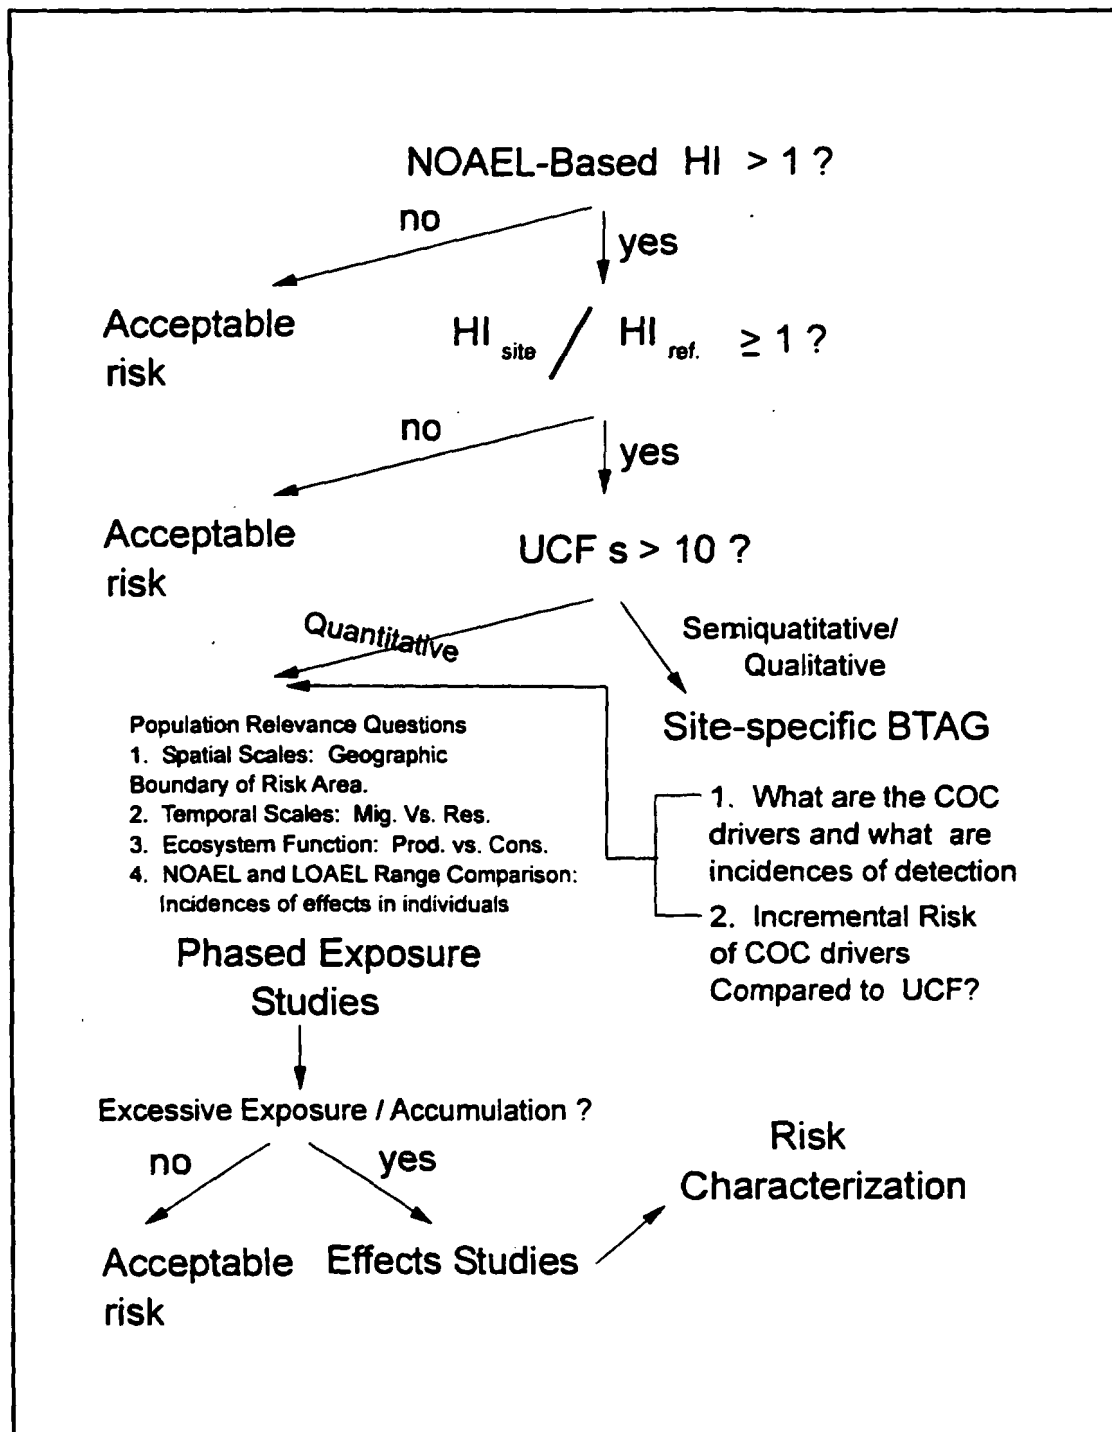 NOAEL-Based HI > 1 ?
no
yes
Acceptable
risk
HI site / HI ref. ≥ 1 ?
no
yes
Acceptable
risk
UCF s > 10 ?
Quantitative
Semiquatitative/
Qualitative
Site-specific BTAG
Population Relevance Questions
1. Spatial Scales: Geographic
Boundary of Risk Area.
2. Temporal Scales: Mig. Vs. Res.
3. Ecosystem Function: Prod. vs. Cons.
4. NOAEL and LOAEL Range Comparison:
Incidences of effects in individuals
1. What are the COC
drivers and what are
incidences of detection
2. Incremental Risk
of COC drivers
Compared to UCF?
Phased Exposure
Studies
Excessive Exposure / Accumulation ?
no
yes
Acceptable
risk
Effects Studies
Risk
Characterization